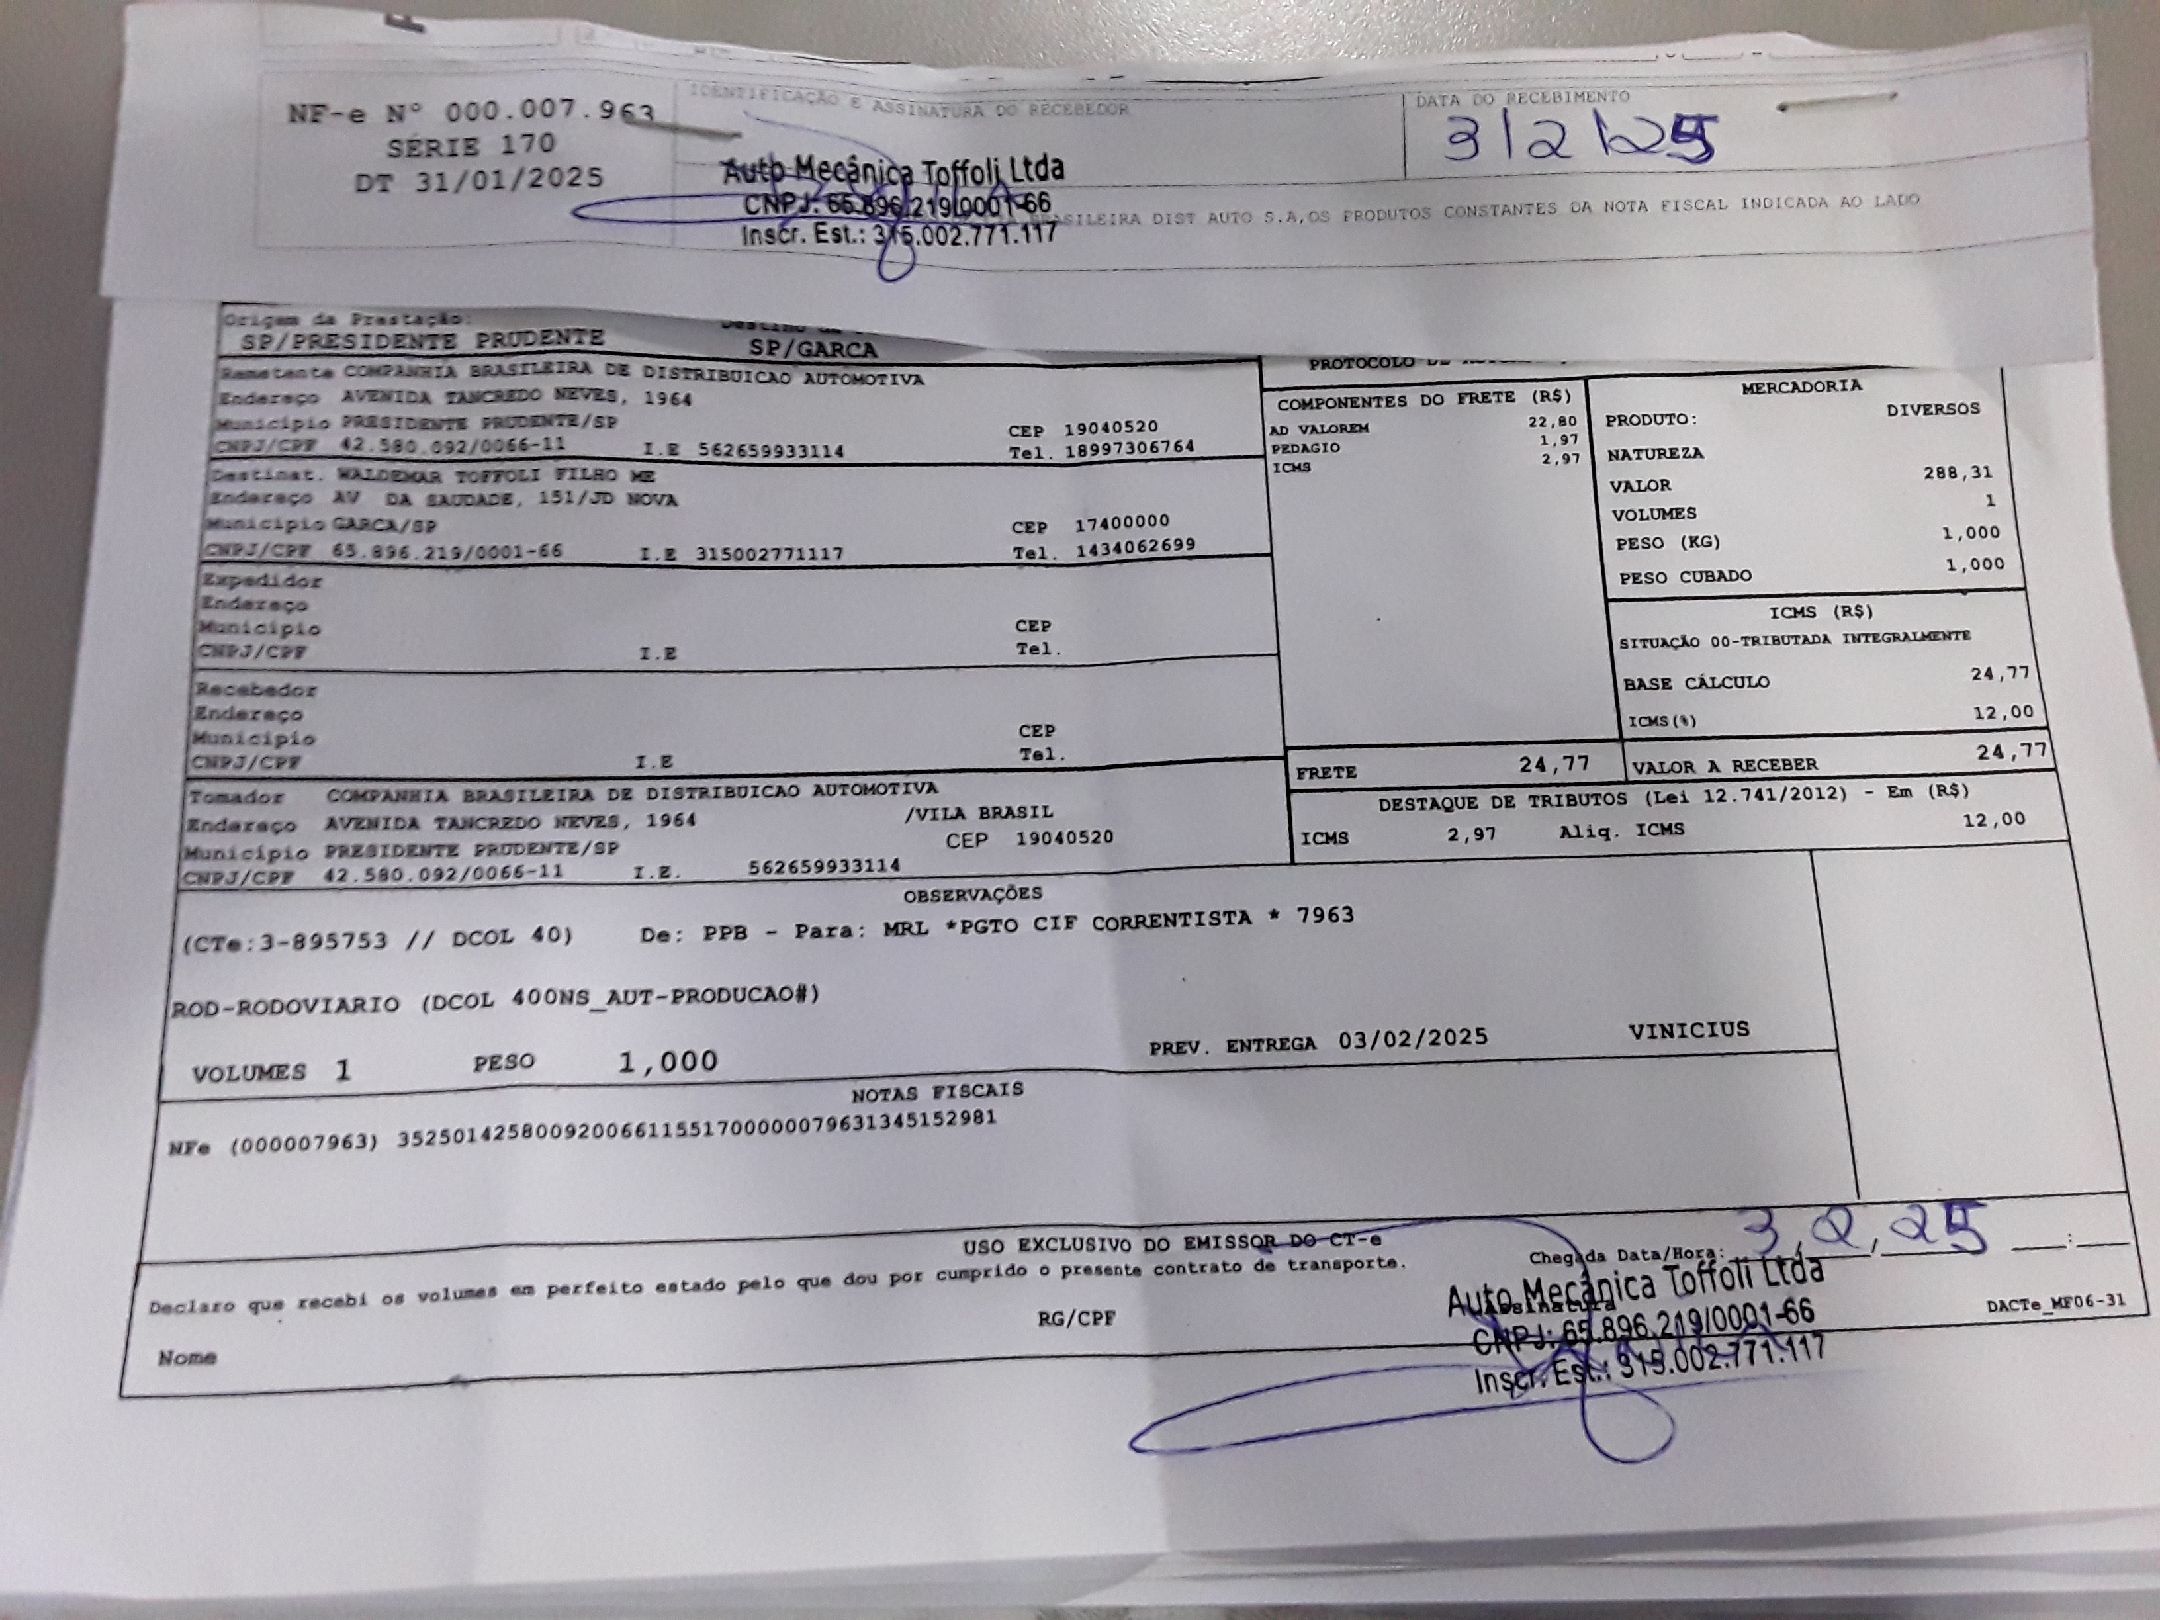 NF-e Nº 000.007.963
SÉRIE 170
DT 31/01/2025
IDENTIFICAÇÃO E ASSINATURA DO RECEBEDOR
DATA DO RECEBIMENTO
3/2/25
Auto Mecânica Toffoli Ltda
CNPJ: 65.896.219/0001-66
Inscr. Est.: 315.002.771.117
BRASILEIRA DIST AUTO S.A,OS PRODUTOS CONSTANTES DA NOTA FISCAL INDICADA AO LADO
Origem da Prestação:
SP/PRESIDENTE PRUDENTE
SP/GARCA
Remetente COMPANHIA BRASILEIRA DE DISTRIBUICAO AUTOMOTIVA
Endereço AVENIDA TANCREDO NEVES, 1964
Município PRESIDENTE PRUDENTE/SP CEP 19040520
CNPJ/CPF 42.580.092/0066-11 I.E 562659933114 Tel. 18997306764
Destinat. WALDEMAR TOFFOLI FILHO ME
Endereço AV DA SAUDADE, 151/JD NOVA
Município GARCA/SP CEP 17400000
CNPJ/CPF 65.896.219/0001-66 I.E 315002771117 Tel. 1434062699
Expedidor
Endereço
Município CEP
CNPJ/CPF I.E Tel.
Recebedor
Endereço
Município CEP
CNPJ/CPF I.E Tel.
Tomador COMPANHIA BRASILEIRA DE DISTRIBUICAO AUTOMOTIVA
Endereço AVENIDA TANCREDO NEVES, 1964 /VILA BRASIL
Município PRESIDENTE PRUDENTE/SP CEP 19040520
CNPJ/CPF 42.580.092/0066-11 I.E. 562659933114
PROTOCOLO
COMPONENTES DO FRETE (R$)
AD VALOREM 22,80
PEDAGIO 1,97
ICMS 2,97
MERCADORIA
PRODUTO: DIVERSOS
NATUREZA
VALOR 288,31
VOLUMES 1
PESO (KG) 1,000
PESO CUBADO 1,000
ICMS (R$)
SITUAÇÃO 00-TRIBUTADA INTEGRALMENTE
BASE CÁLCULO 24,77
ICMS(%) 12,00
FRETE 24,77 VALOR A RECEBER 24,77
DESTAQUE DE TRIBUTOS (Lei 12.741/2012) - Em (R$)
ICMS 2,97 Aliq. ICMS 12,00
OBSERVAÇÕES
(CTe:3-895753 // DCOL 40) De: PPB - Para: MRL *PGTO CIF CORRENTISTA * 7963
ROD-RODOVIARIO (DCOL 400NS_AUT-PRODUCAO#)
VOLUMES 1 PESO 1,000 PREV. ENTREGA 03/02/2025 VINICIUS
NOTAS FISCAIS
NFe (000007963) 35250142580092006611551700000079631345152981
USO EXCLUSIVO DO EMISSOR DO CT-e
Declaro que recebi os volumes em perfeito estado pelo que dou por cumprido o presente contrato de transporte.
Chegada Data/Hora: 3, 2, 25 __:__
Nome RG/CPF Assinatura
Auto Mecânica Toffoli Ltda
CNPJ: 65.896.219/0001-66
Inscr. Est.: 315.002.771.117
DACTe_MF06-31